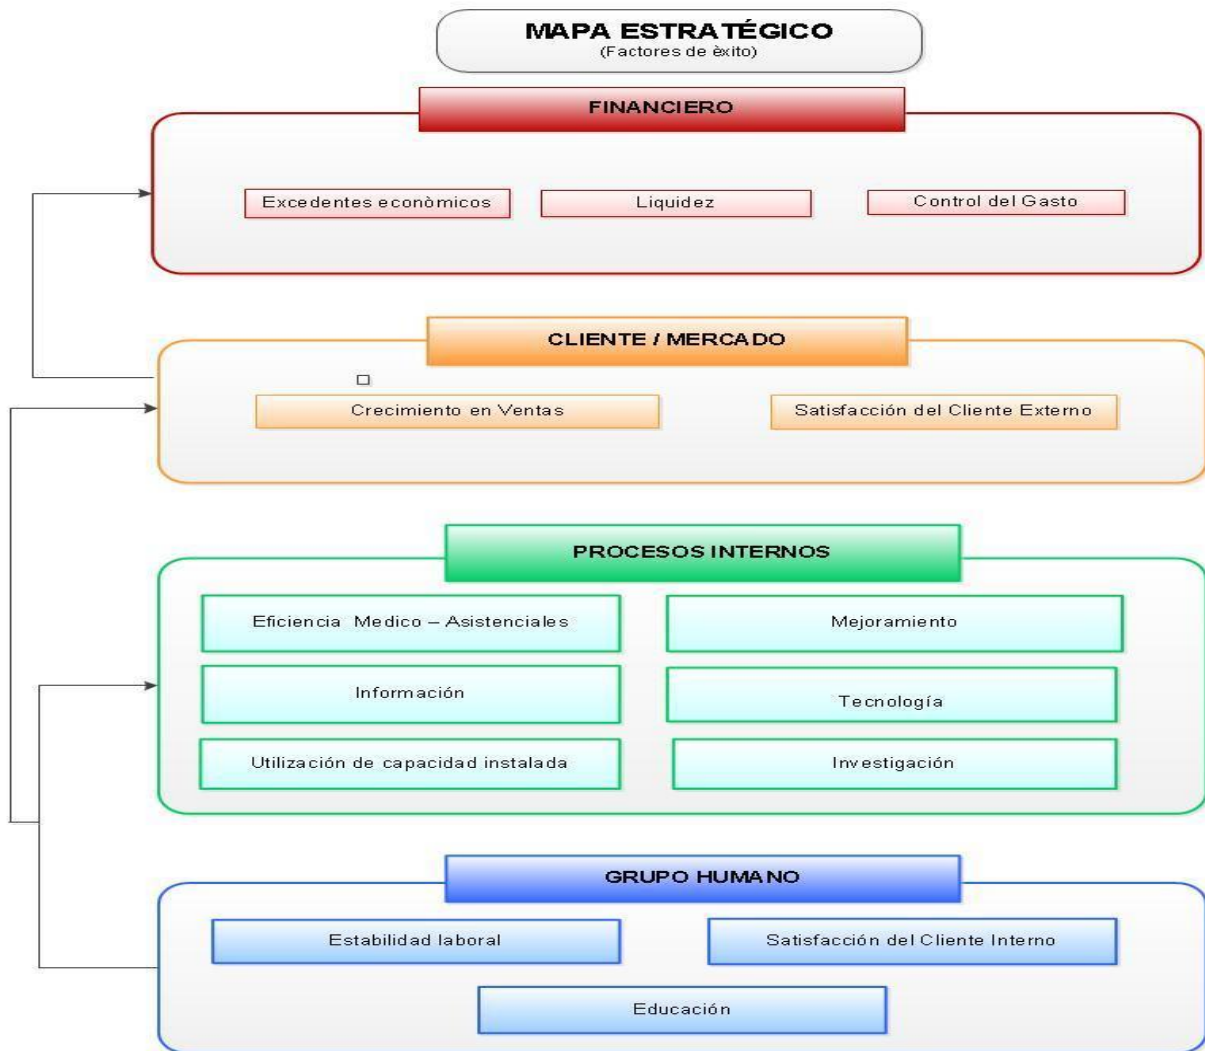 MAPA ESTRATÉGICO
(Factores de èxito)
FINANCIERO
Excedentes econòmicos
Liquidez
Control del Gasto
CLIENTE / MERCADO
Crecimiento en Ventas
Satisfacción del Cliente Externo
PROCESOS INTERNOS
Eficiencia Medico – Asistenciales
Mejoramiento
Información
Tecnología
Utilización de capacidad instalada
Investigación
GRUPO HUMANO
Estabilidad laboral
Satisfacción del Cliente Interno
Educación